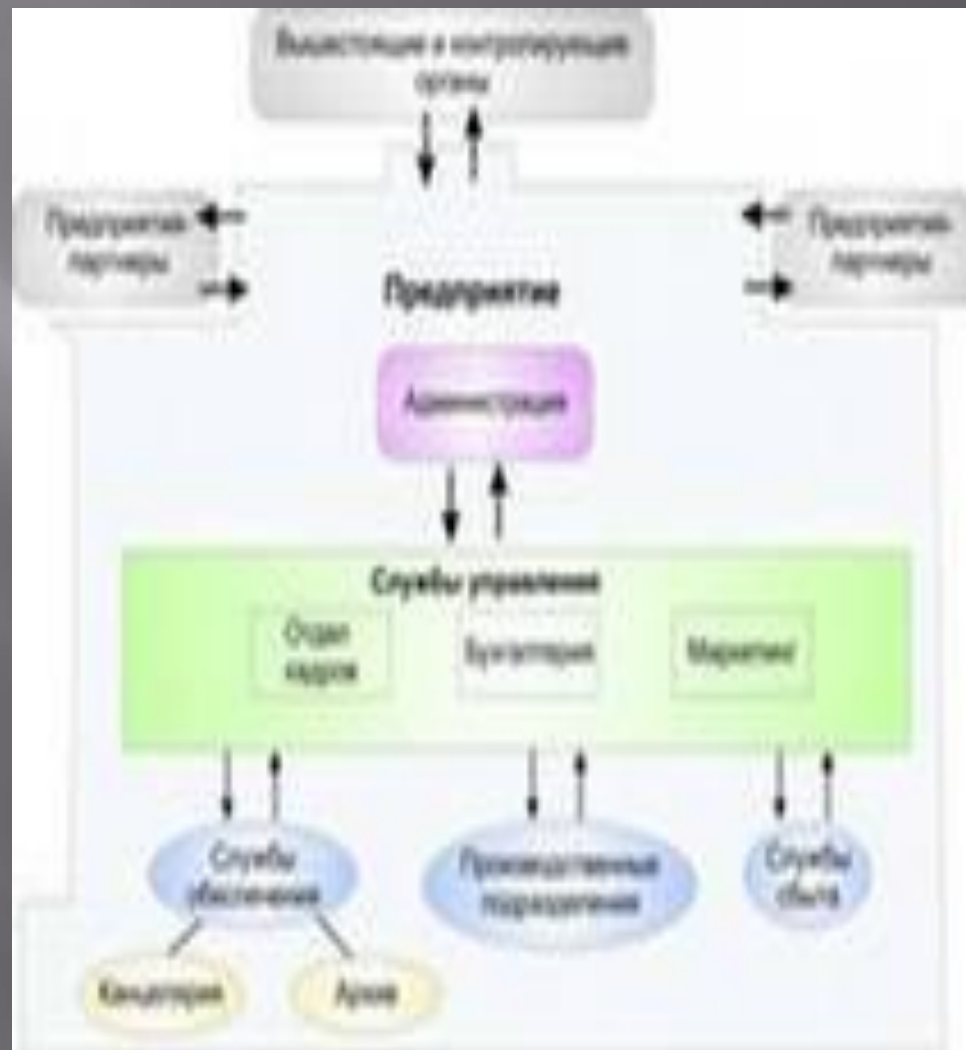 Вышестоящие и контролирующие
органы
Предприятия-
партнеры
Предприятия-
партнеры
Предприятие
Администрация
Службы управления
Отдел
кадров
Бухгалтерия
Маркетинг
Службы
обеспечения
Производственные
подразделения
Службы
сбыта
Канцелярия
Архив